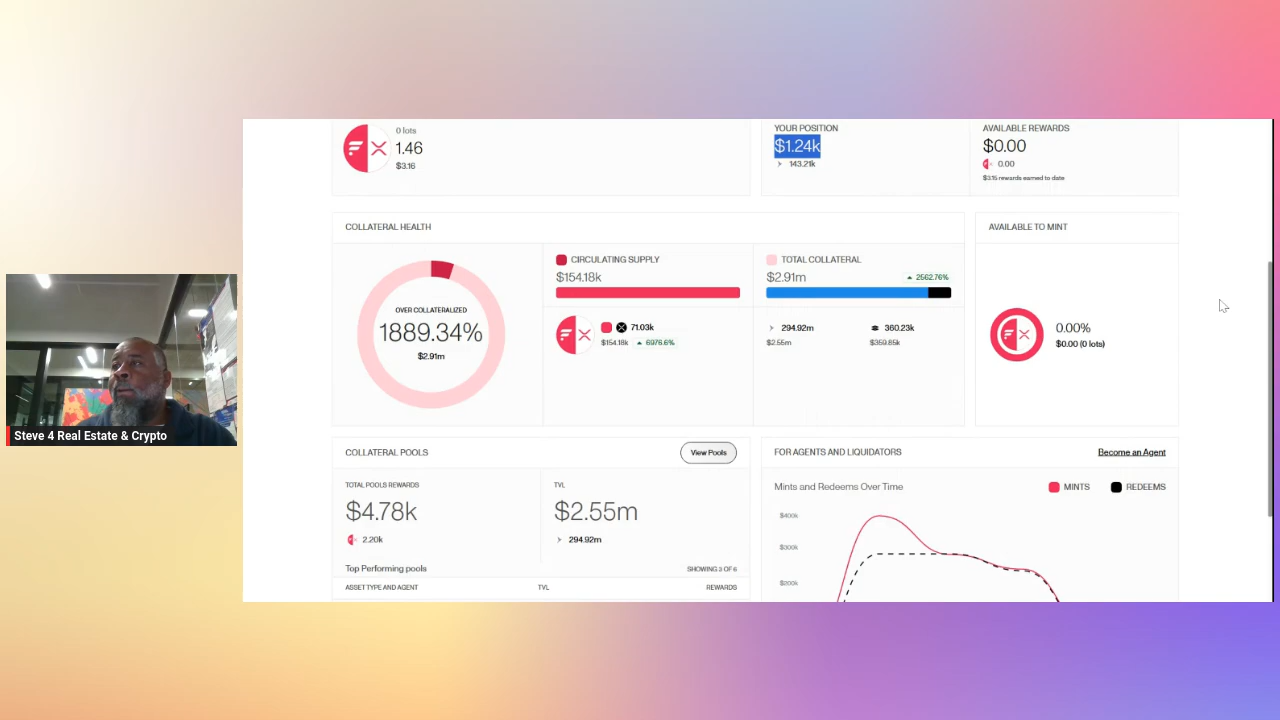 0 lots
1.46
$3.16
YOUR POSITION
$1.24k
143.21k
AVAILABLE REWARDS
$0.00
0.00
$3.15 rewards earned to date
COLLATERAL HEALTH
OVER COLLATERALIZED
1889.34%
$2.91m
CIRCULATING SUPPLY
$154.18k
71.03k
$154.18k 6976.6%
TOTAL COLLATERAL
$2.91m 2562.76%
294.92m
$2.55m
360.23k
$359.85k
AVAILABLE TO MINT
0.00%
$0.00 (0 lots)
Steve 4 Real Estate & Crypto
COLLATERAL POOLS
View Pools
TOTAL POOLS REWARDS
$4.78k
2.20k
TVL
$2.55m
294.92m
Top Performing pools
SHOWING 3 OF 6
ASSET TYPE AND AGENT TVL REWARDS
FOR AGENTS AND LIQUIDATORS
Become an Agent
Mints and Redeems Over Time
MINTS REDEEMS
$400k
$300k
$200k